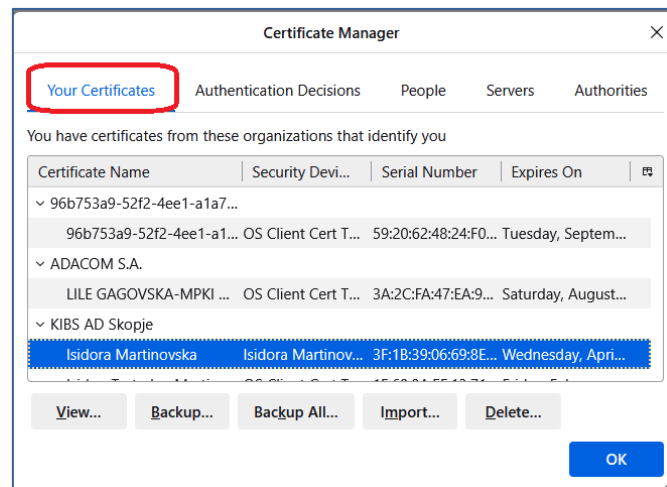 Certificate Manager
Your Certificates Authentication Decisions People Servers Authorities
You have certificates from these organizations that identify you
Certificate Name Security Devi... Serial Number Expires On
96b753a9-52f2-4ee1-a1a7...
96b753a9-52f2-4ee1-a1... OS Client Cert T... 59:20:62:48:24:F0... Tuesday, Septem...
ADACOM S.A.
LILE GAGOVSKA-MPKI ... OS Client Cert T... 3A:2C:FA:47:EA:9... Saturday, August...
KIBS AD Skopje
Isidora Martinovska Isidora Martinov... 3F:1B:39:06:69:8E... Wednesday, Apri...
View... Backup... Backup All... Import... Delete...
OK